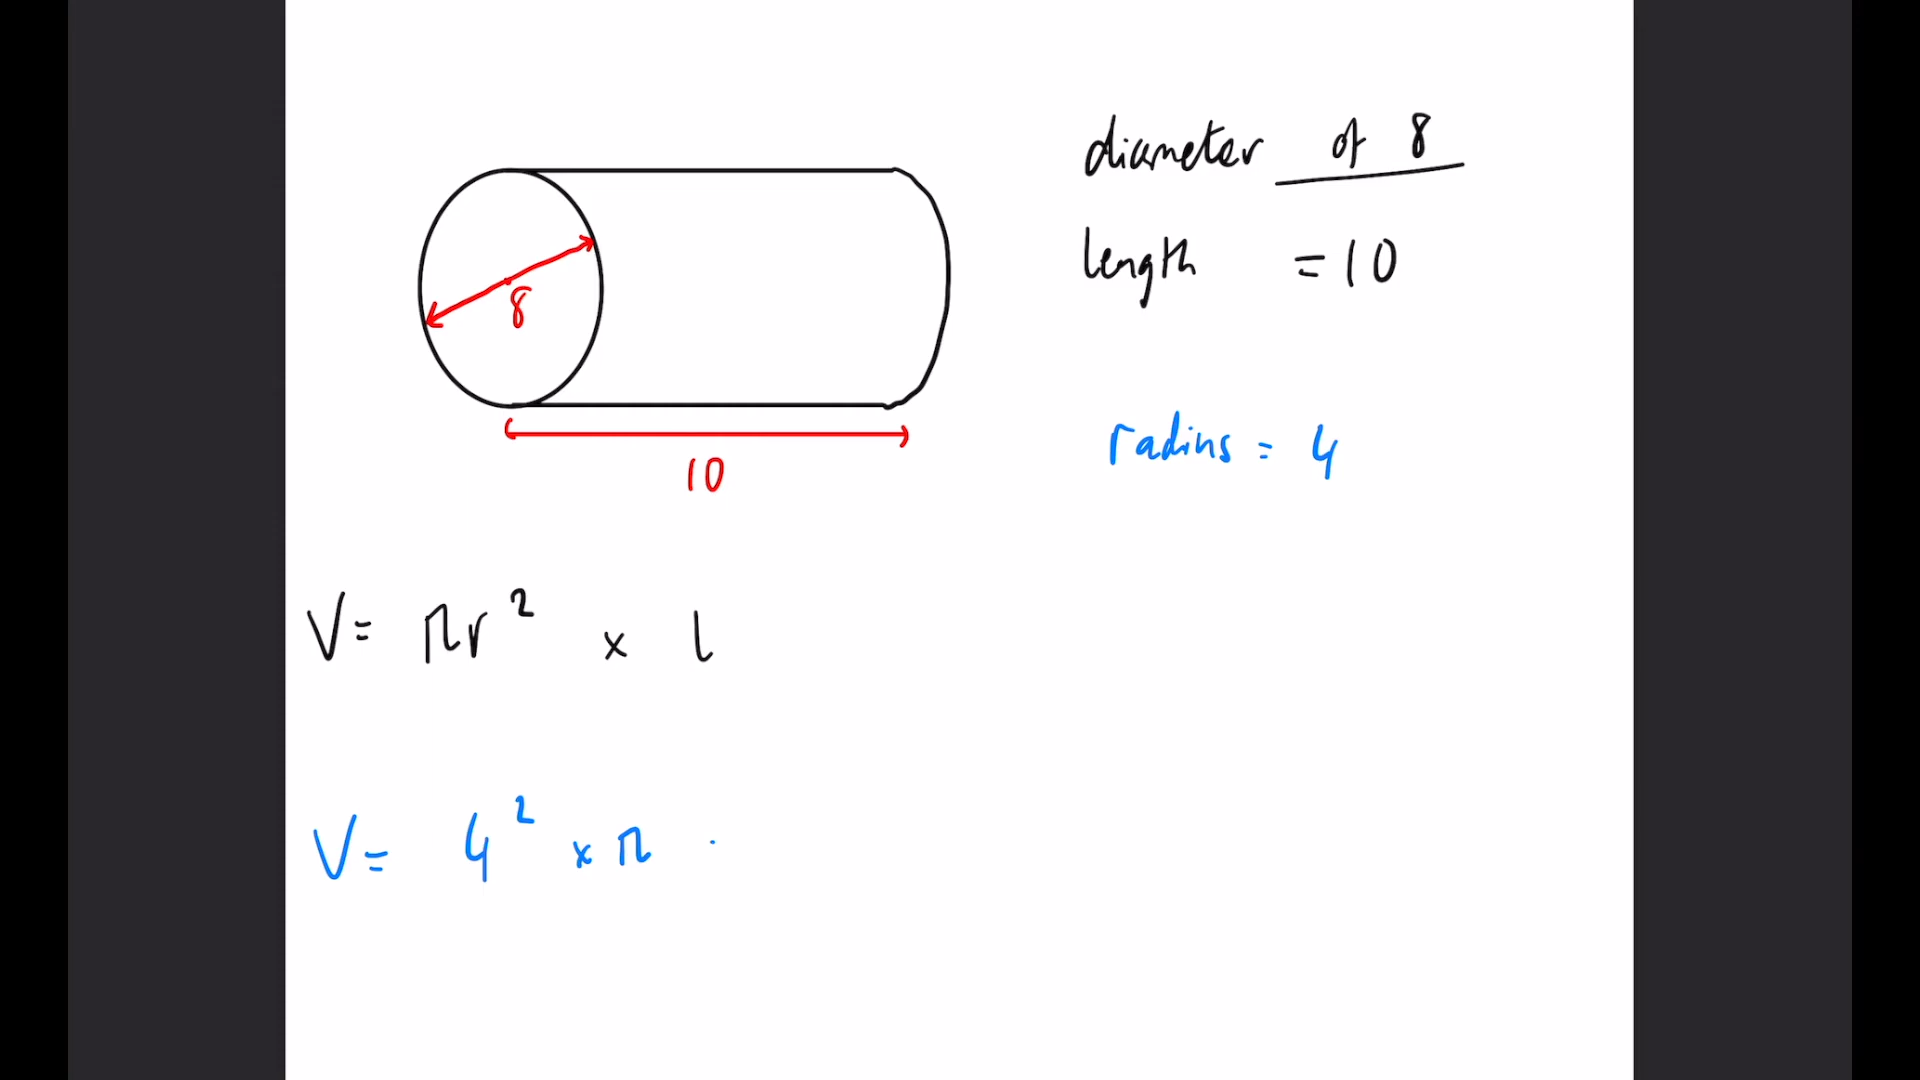 diameter of 8
length = 10
8
10
radius = 4
V= πr² x l
V= 4² x π